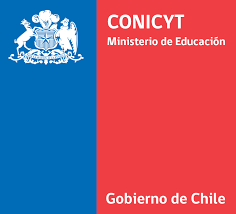 CONICYT
Ministerio de Educación
Gobierno de Chile